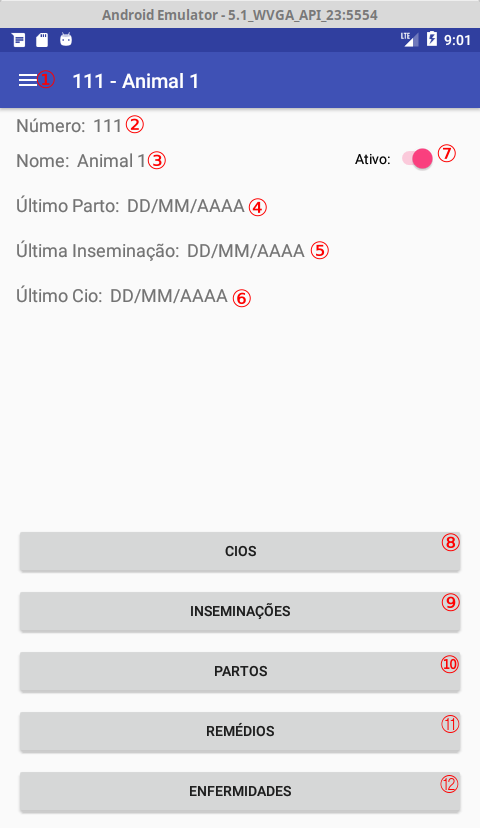 Android Emulator - 5.1_WVGA_API_23:5554
LTE 9:01
① 111 - Animal 1
Número: 111 ②
Nome: Animal 1 ③ Ativo: ⑦
Último Parto: DD/MM/AAAA ④
Última Inseminação: DD/MM/AAAA ⑤
Último Cio: DD/MM/AAAA ⑥
CIOS ⑧
INSEMINAÇÕES ⑨
PARTOS ⑩
REMÉDIOS ⑪
ENFERMIDADES ⑫